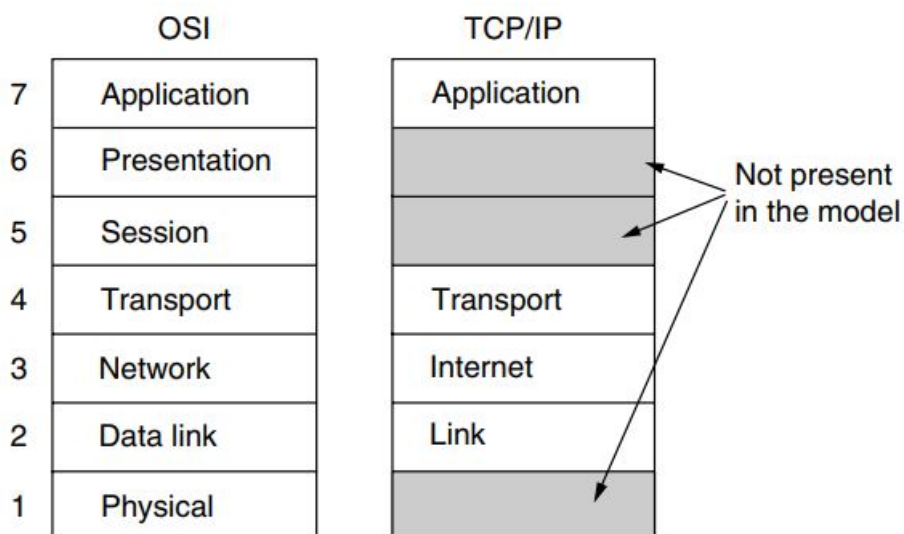 OSI TCP/IP
7 Application Application
6 Presentation
Not present
in the model
5 Session
4 Transport Transport
3 Network Internet
2 Data link Link
1 Physical